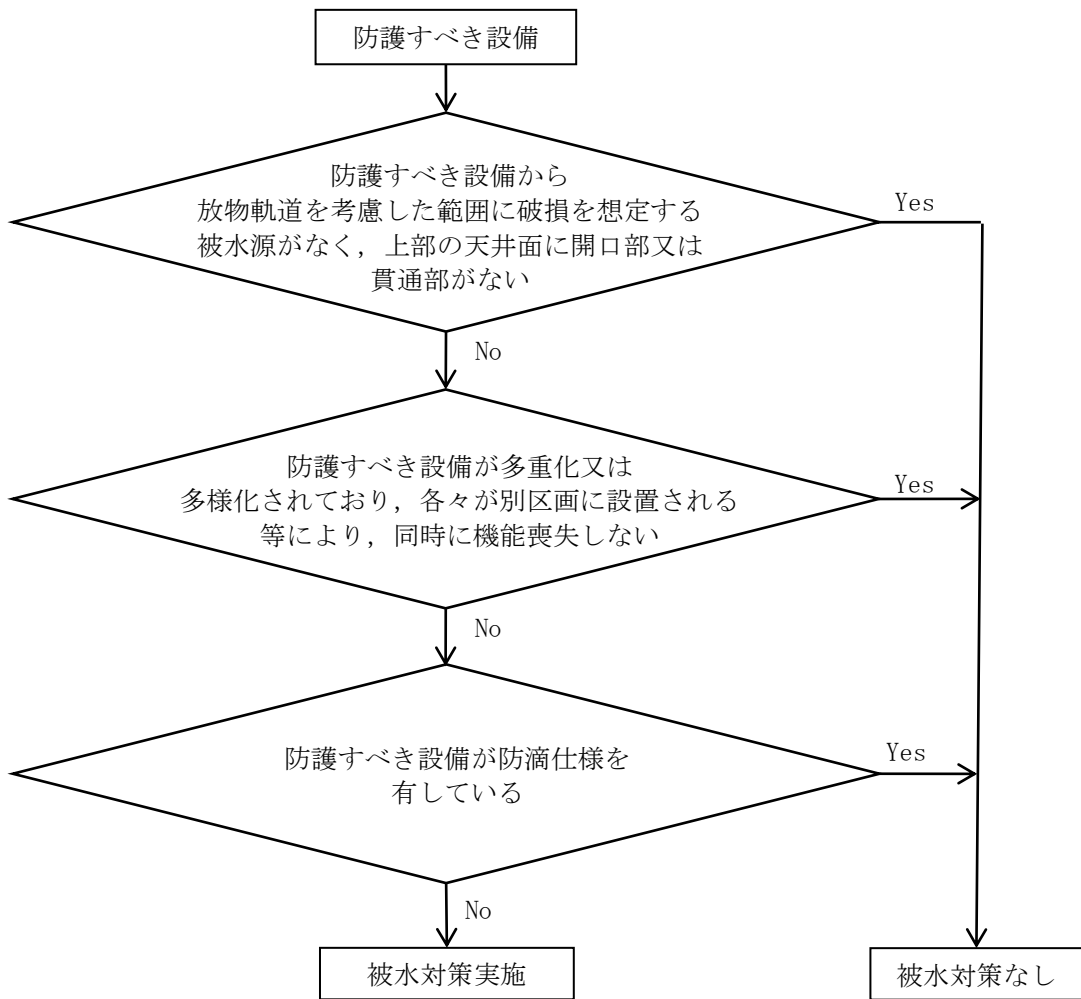 防護すべき設備
防護すべき設備から
放物軌道を考慮した範囲に破損を想定する
被水源がなく，上部の天井面に開口部又は
貫通部がない
Yes
No
防護すべき設備が多重化又は
多様化されており，各々が別区画に設置される
等により，同時に機能喪失しない
Yes
No
防護すべき設備が防滴仕様を
有している
Yes
No
被水対策実施
被水対策なし